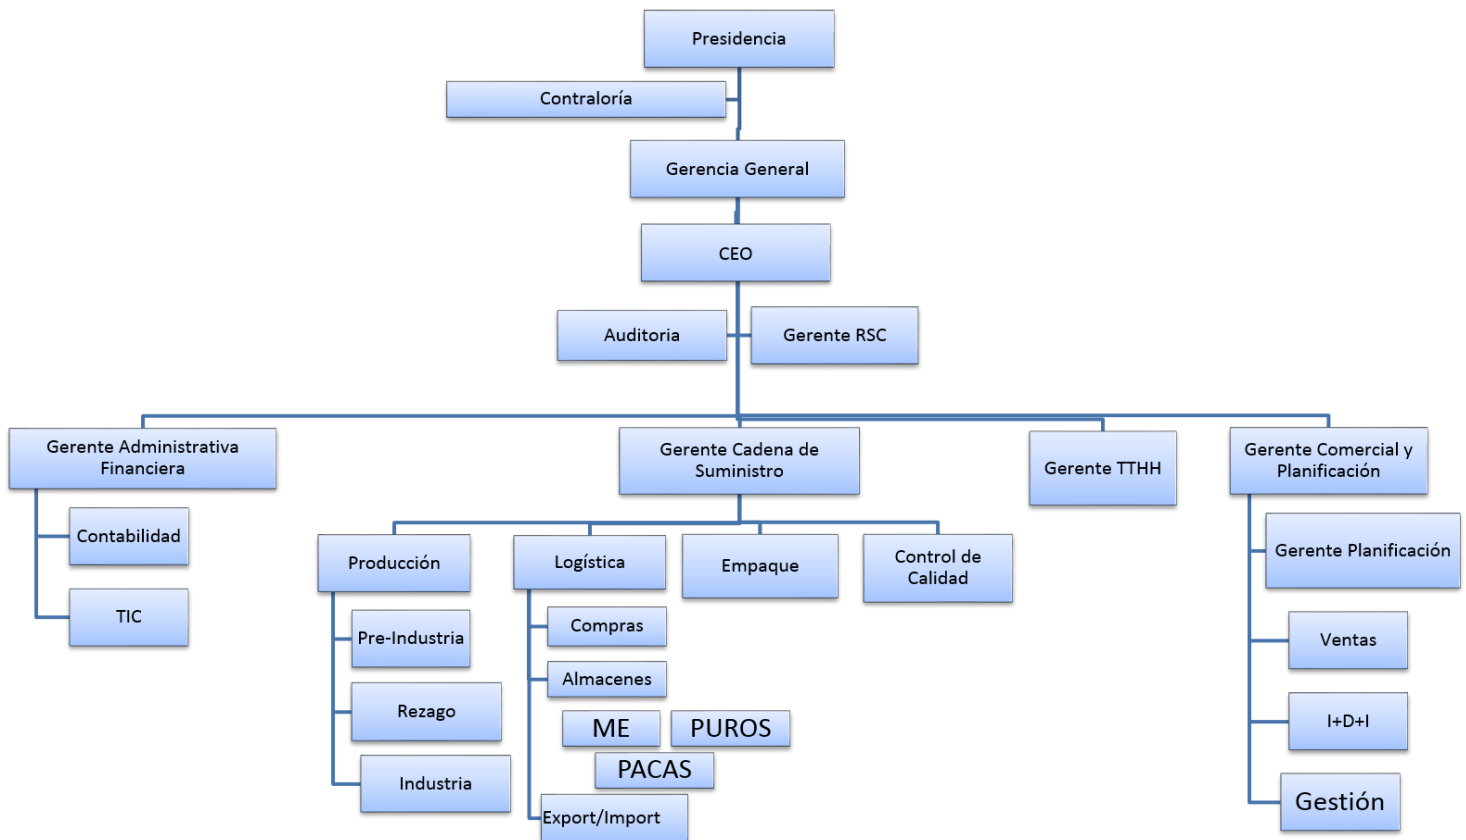 Presidencia
Contraloría
Gerencia General
CEO
Auditoria
Gerente RSC
Gerente Administrativa
Financiera
Contabilidad
TIC
Gerente Cadena de
Suministro
Producción
Pre-Industria
Rezago
Industria
Logística
Compras
Almacenes
ME
PUROS
PACAS
Export/Import
Empaque
Control de
Calidad
Gerente TTHH
Gerente Comercial y
Planificación
Gerente Planificación
Ventas
I+D+I
Gestión